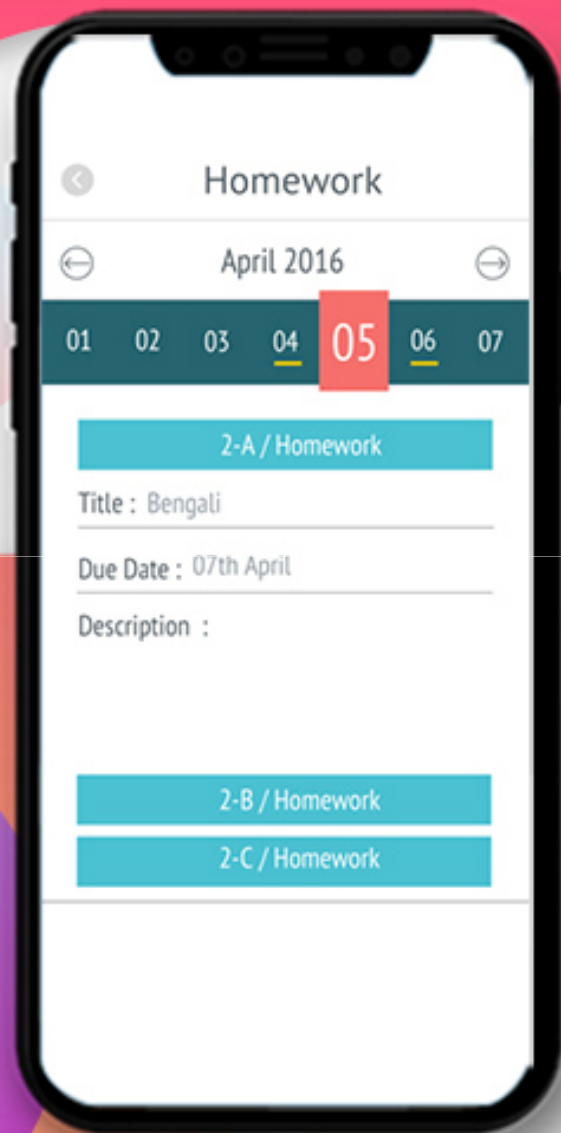 Homework
April 2016
01 02 03 04 05 06 07
2-A / Homework
Title : Bengali
Due Date : 07th April
Description :
2-B / Homework
2-C / Homework